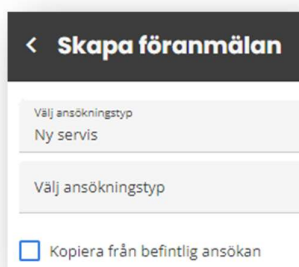 Skapa föranmälan
Välj ansökningstyp
Ny servis
Välj ansökningstyp
Kopiera från befintlig ansökan